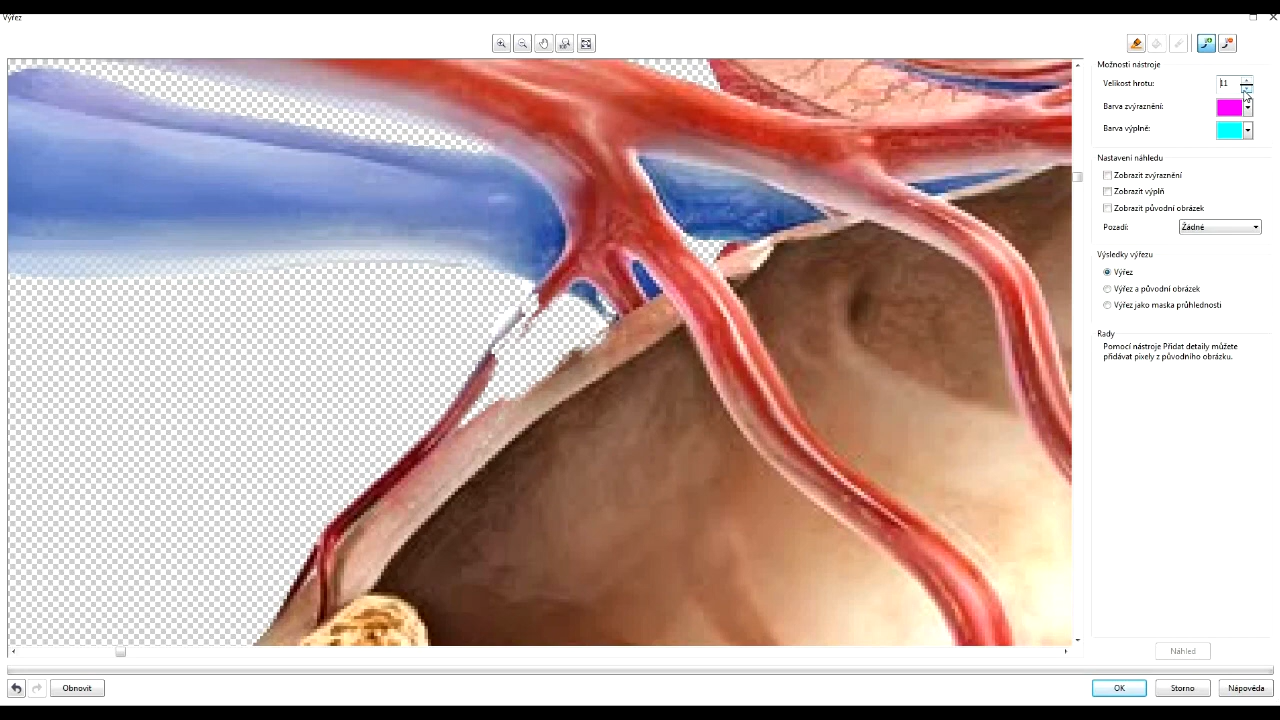 Výřez
Možnosti nástroje
Velikost hrotu:
11
Barva zvýraznění:
Barva výplně:
Nastavení náhledu
Zobrazit zvýraznění
Zobrazit výplň
Zobrazit původní obrázek
Pozadí:
Žádné
Výsledky výřezu
Výřez
Výřez a původní obrázek
Výřez jako maska průhlednosti
Rady
Pomocí nástroje Přidat detaily můžete
přidávat pixely z původního obrázku.
Náhled
Obnovit
OK
Storno
Nápověda